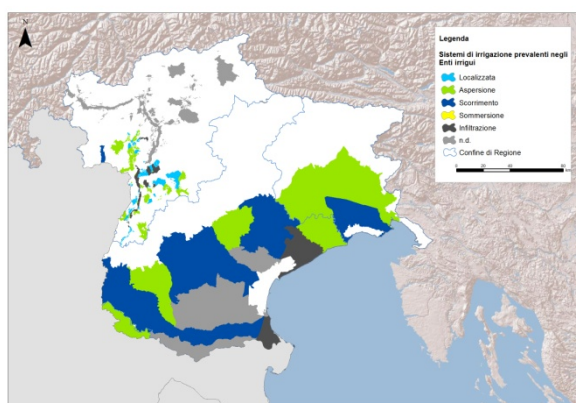 N
Legenda
Sistemi di irrigazione prevalenti negli
Enti irrigui
Localizzata
Aspersione
Scorrimento
Sommersione
Infiltrazione
n.d.
Confine di Regione
0 20 40 80